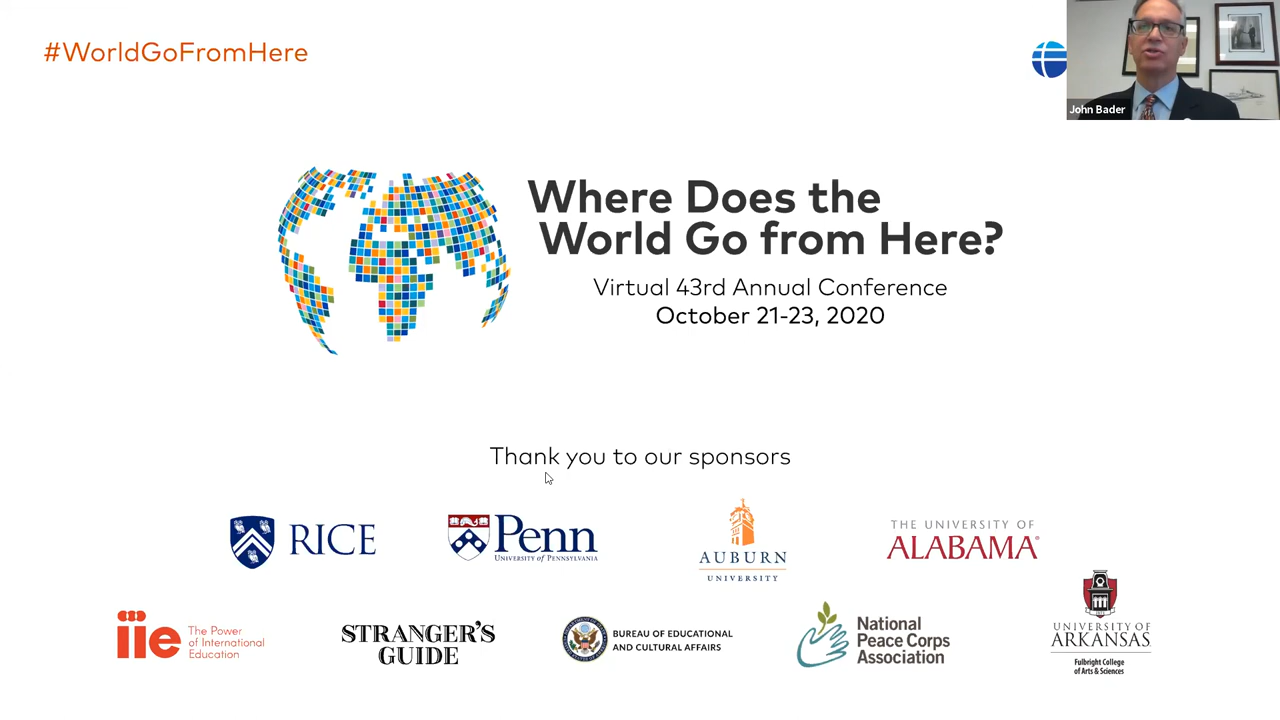 #WorldGoFromHere
John Bader
Where Does the
World Go from Here?
Virtual 43rd Annual Conference
October 21-23, 2020
Thank you to our sponsors
RICE
Penn
UNIVERSITY of PENNSYLVANIA
AUBURN
UNIVERSITY
THE UNIVERSITY OF
ALABAMA®
iie
The Power
of International
Education
STRANGER'S
GUIDE
BUREAU OF EDUCATIONAL
AND CULTURAL AFFAIRS
National
Peace Corps
Association
UNIVERSITY OF
ARKANSAS
Fulbright College
of Arts & Sciences